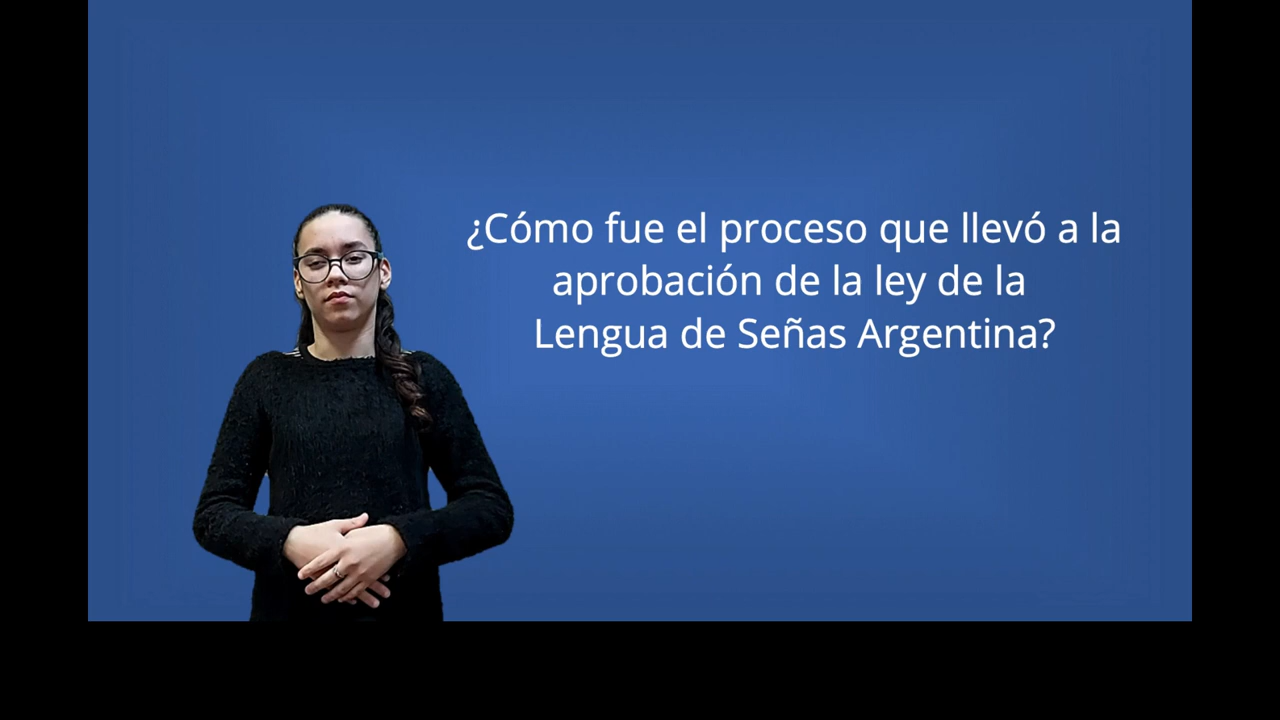 ¿Cómo fue el proceso que llevó a la
aprobación de la ley de la
Lengua de Señas Argentina?